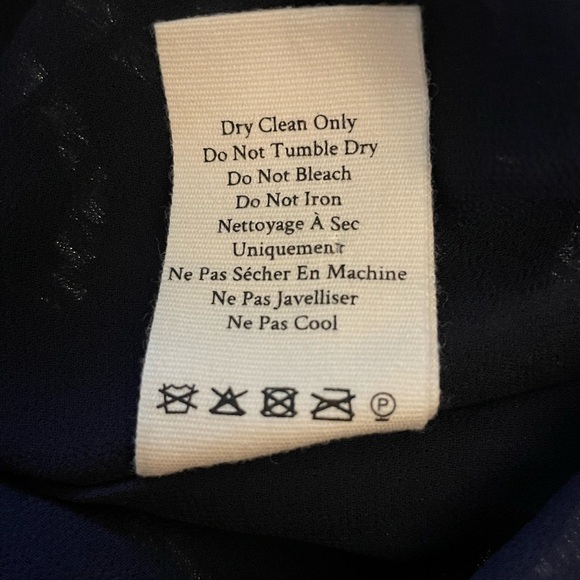 Dry Clean Only
Do Not Tumble Dry
Do Not Bleach
Do Not Iron
Nettoyage À Sec
Uniquement
Ne Pas Sécher En Machine
Ne Pas Javelliser
Ne Pas Cool
P